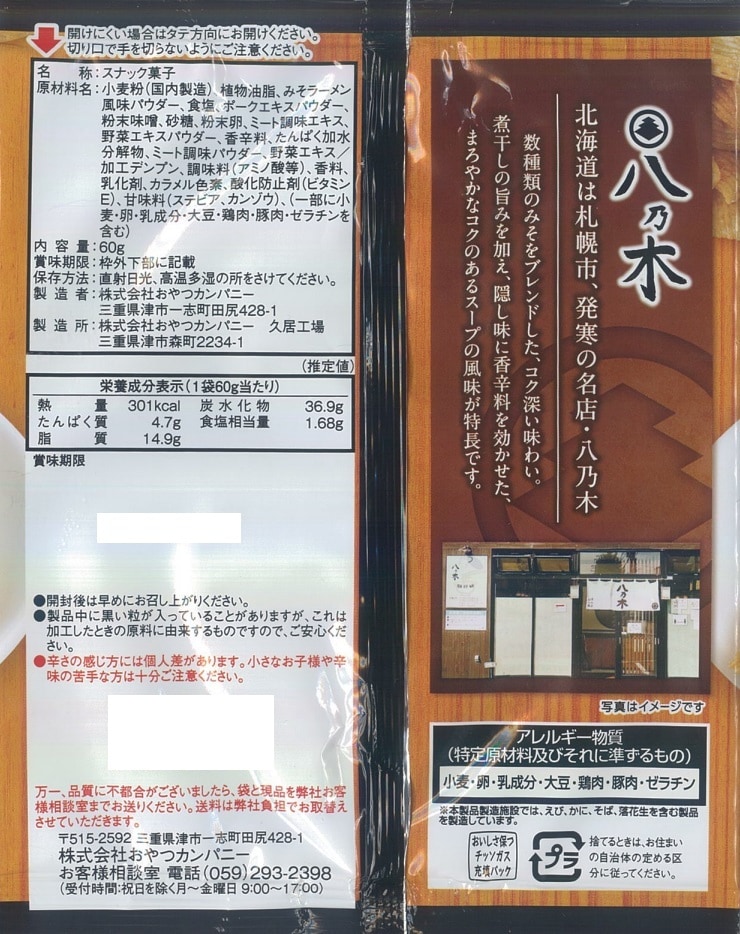 開けにくい場合はタテ方向にお開けください。
切り口で手を切らないようにご注意ください。
名　　称：スナック菓子
原材料名：小麦粉(国内製造)、植物油脂、みそラーメン
風味パウダー、食塩、ポークエキスパウダー、
粉末味噌、砂糖、粉末卵、ミート調味エキス、
野菜エキスパウダー、香辛料、たんぱく加水
分解物、ミート調味パウダー、野菜エキス／
加工デンプン、調味料(アミノ酸等)、香料、
乳化剤、カラメル色素、酸化防止剤(ビタミン
E)、甘味料(ステビア、カンゾウ)、(一部に小
麦・卵・乳成分・大豆・鶏肉・豚肉・ゼラチンを
含む)
内 容 量：60g
賞味期限：枠外下部に記載
保存方法：直射日光、高温多湿の所をさけてください。
製 造 者：株式会社おやつカンパニー
三重県津市一志町田尻428-1
製 造 所：株式会社おやつカンパニー　久居工場
三重県津市森町2234-1
(推定値)
栄養成分表示(1袋60g当たり)
熱　　量　301kcal　炭水化物　36.9g
たんぱく質　4.7g　食塩相当量　1.68g
脂　　質　14.9g
賞味期限
●開封後は早めにお召し上がりください。
●製品中に黒い粒が入っていることがありますが、これは
加工したときの原料に由来するものですので、ご安心くだ
さい。
●辛さの感じ方には個人差があります。小さなお子様や辛
味の苦手な方は十分ご注意ください。
万一、品質に不都合がございましたら、袋と現品を弊社お客
様相談室までお送りください。送料は弊社負担でお取替え
させていただきます。
〒515-2592 三重県津市一志町田尻428-1
株式会社おやつカンパニー
お客様相談室 電話(059)293-2398
(受付時間:祝日を除く月～金曜日 9:00～17:00)
八乃木
北海道は札幌市、発寒の名店・八乃木
数種類のみそをブレンドした、コク深い味わい。
煮干しの旨みを加え、隠し味に香辛料を効かせた、
まろやかなコクのあるスープの風味が特長です。
八乃木
八乃木
写真はイメージです
アレルギー物質
(特定原材料及びそれに準ずるもの)
小麦・卵・乳成分・大豆・鶏肉・豚肉・ゼラチン
※本製品製造施設では、えび、かに、そば、落花生を含む製品
を製造しています。
おいしさ保つ
チッソガス
充填パック
プラ
捨てるときは、お住まい
の自治体の定める区
分に従ってください。